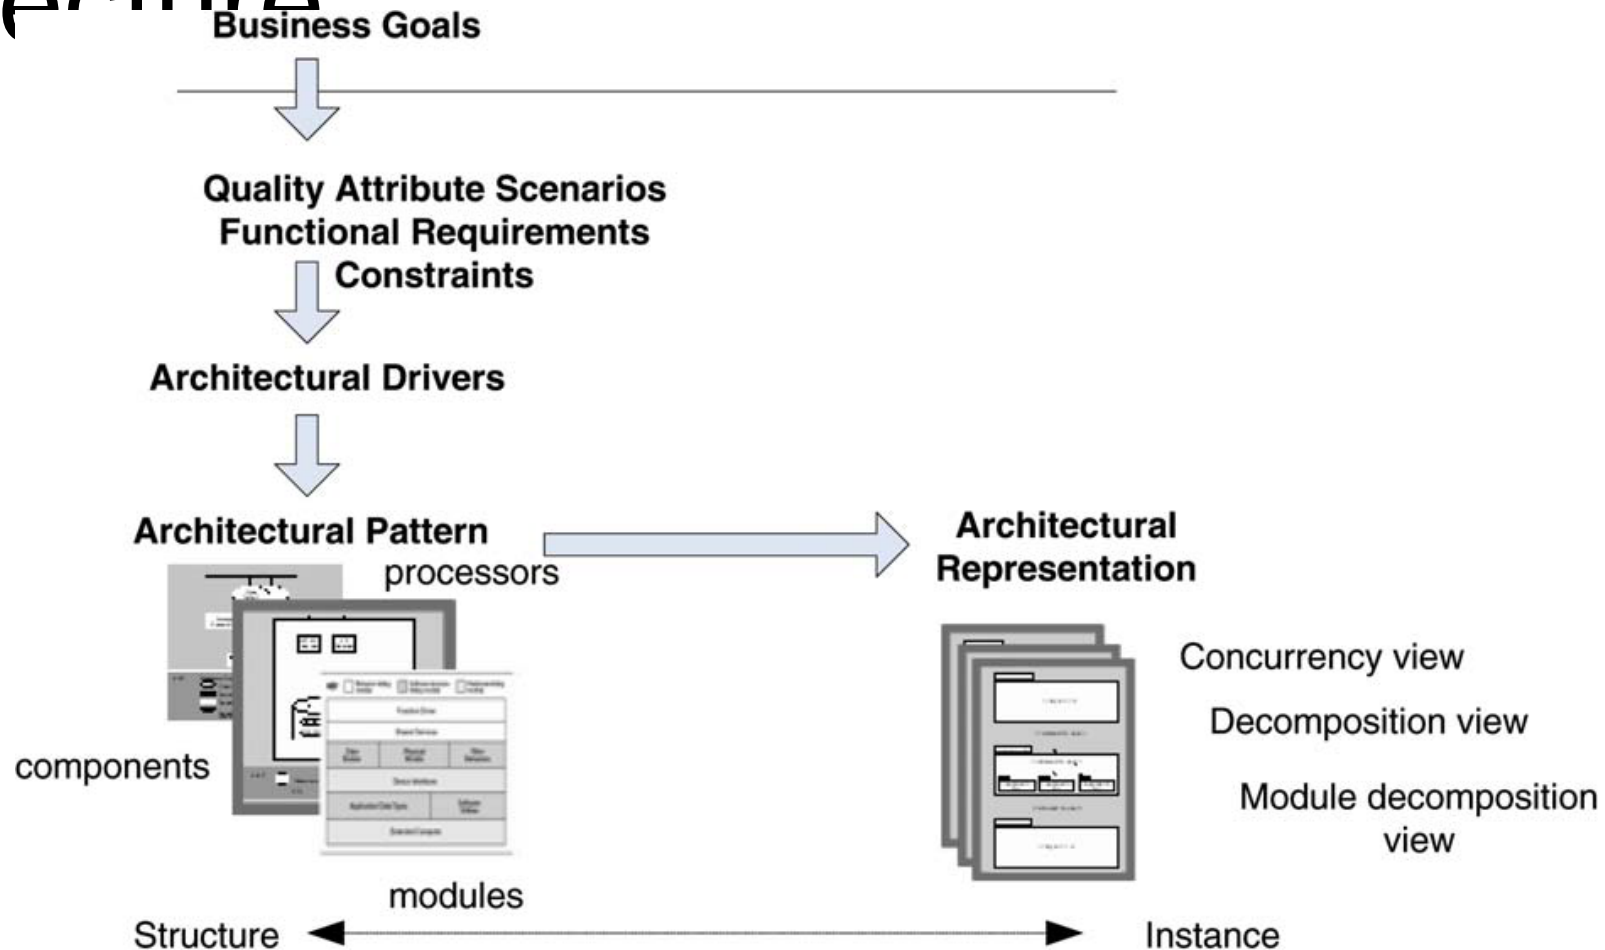 Business Goals
Quality Attribute Scenarios
Functional Requirements
Constraints
Architectural Drivers
Architectural Pattern
processors
components
modules
Architectural
Representation
Concurrency view
Decomposition view
Module decomposition
view
Structure
Instance